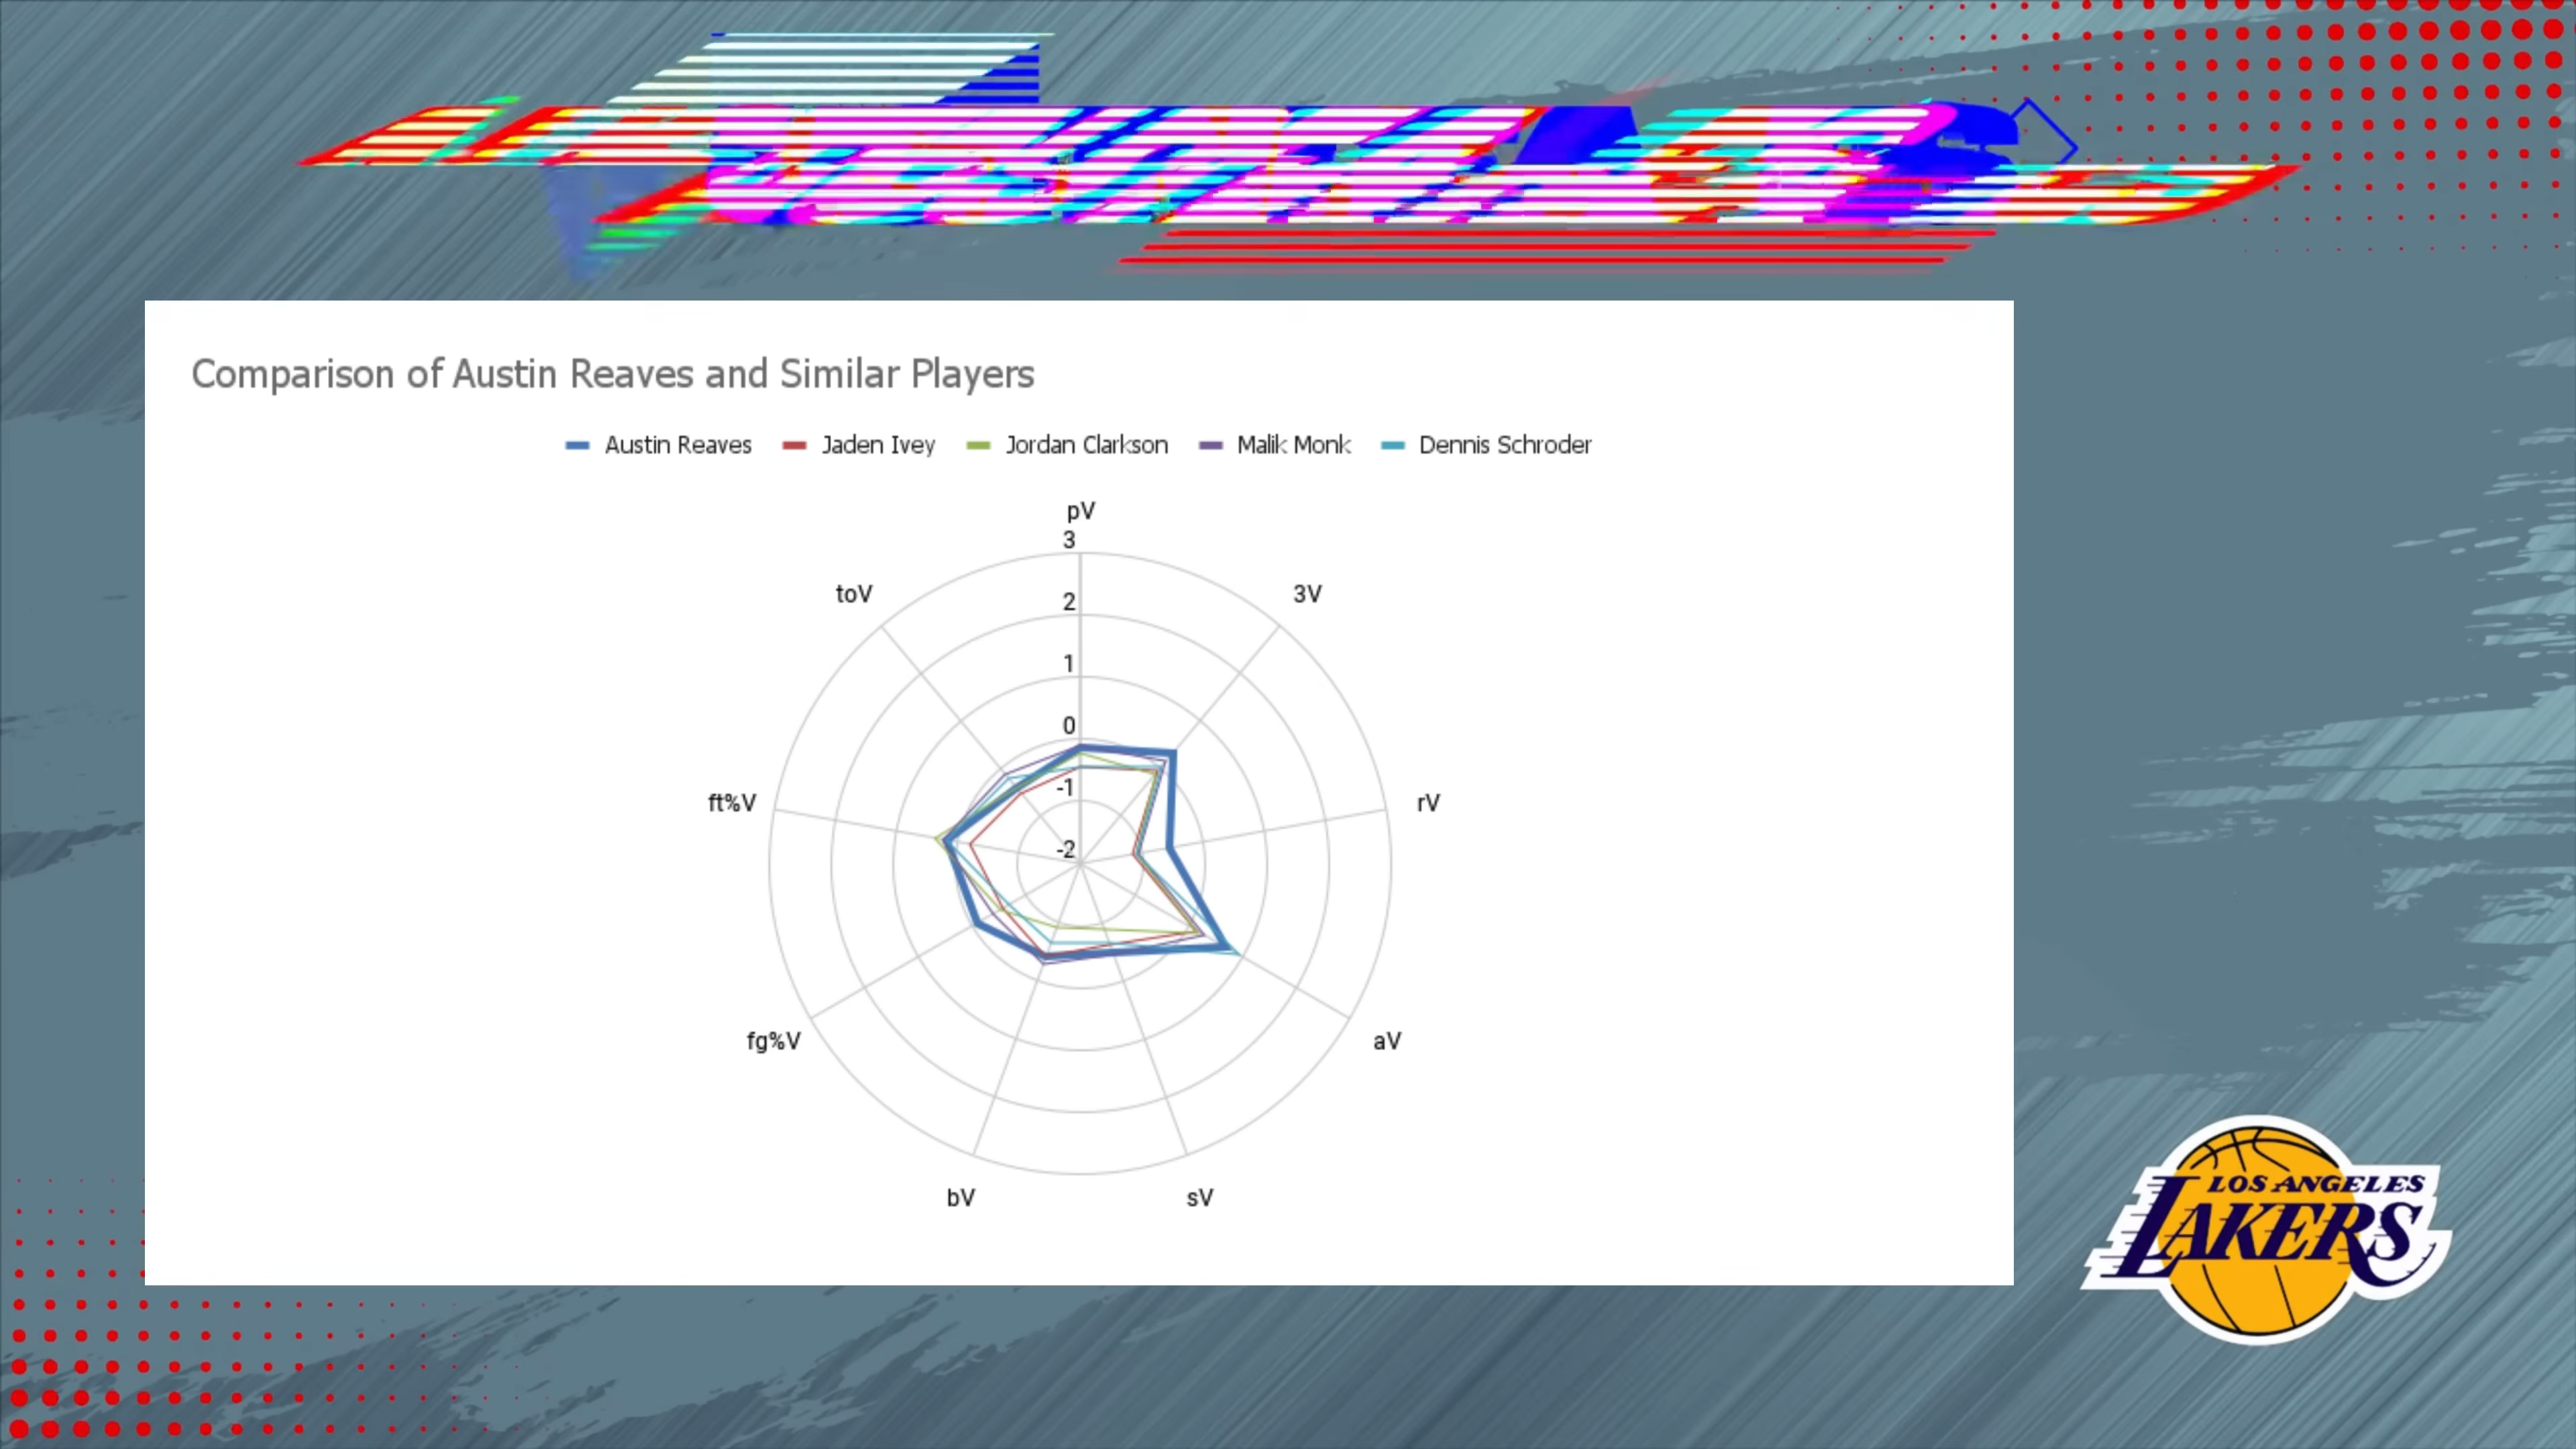 Comparison of Austin Reaves and Similar Players
Austin Reaves Jaden Ivey Jordan Clarkson Malik Monk Dennis Schroder
pV
3
toV 3V
2
1
0
-1
ft%V rV
-2
fg%V aV
bV sV
LOS ANGELES
LAKERS